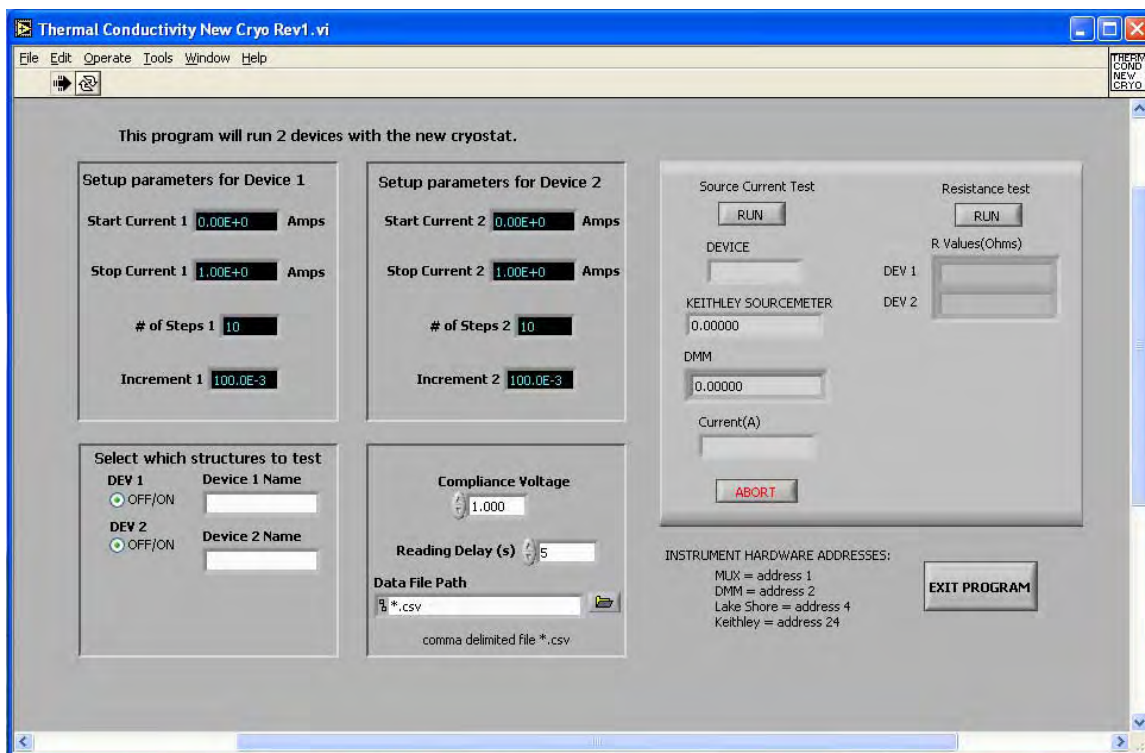 Thermal Conductivity New Cryo Rev1.vi
File Edit Operate Tools Window Help
THERM
COND
NEW
CRYO
This program will run 2 devices with the new cryostat.
Setup parameters for Device 1
Start Current 1 0.00E+0 Amps
Stop Current 1 1.00E+0 Amps
# of Steps 1 10
Increment 1 100.0E-3
Setup parameters for Device 2
Start Current 2 0.00E+0 Amps
Stop Current 2 1.00E+0 Amps
# of Steps 2 10
Increment 2 100.0E-3
Source Current Test
RUN
DEVICE
KEITHLEY SOURCEMETER
0.00000
DMM
0.00000
Current(A)
ABORT
Resistance test
RUN
R Values(Ohms)
DEV 1
DEV 2
Select which structures to test
DEV 1 Device 1 Name
OFF/ON
DEV 2 Device 2 Name
OFF/ON
Compliance Voltage
1.000
Reading Delay (s) 5
Data File Path
*.csv
comma delimited file *.csv
INSTRUMENT HARDWARE ADDRESSES:
MUX = address 1
DMM = address 2
Lake Shore = address 4
Keithley = address 24
EXIT PROGRAM